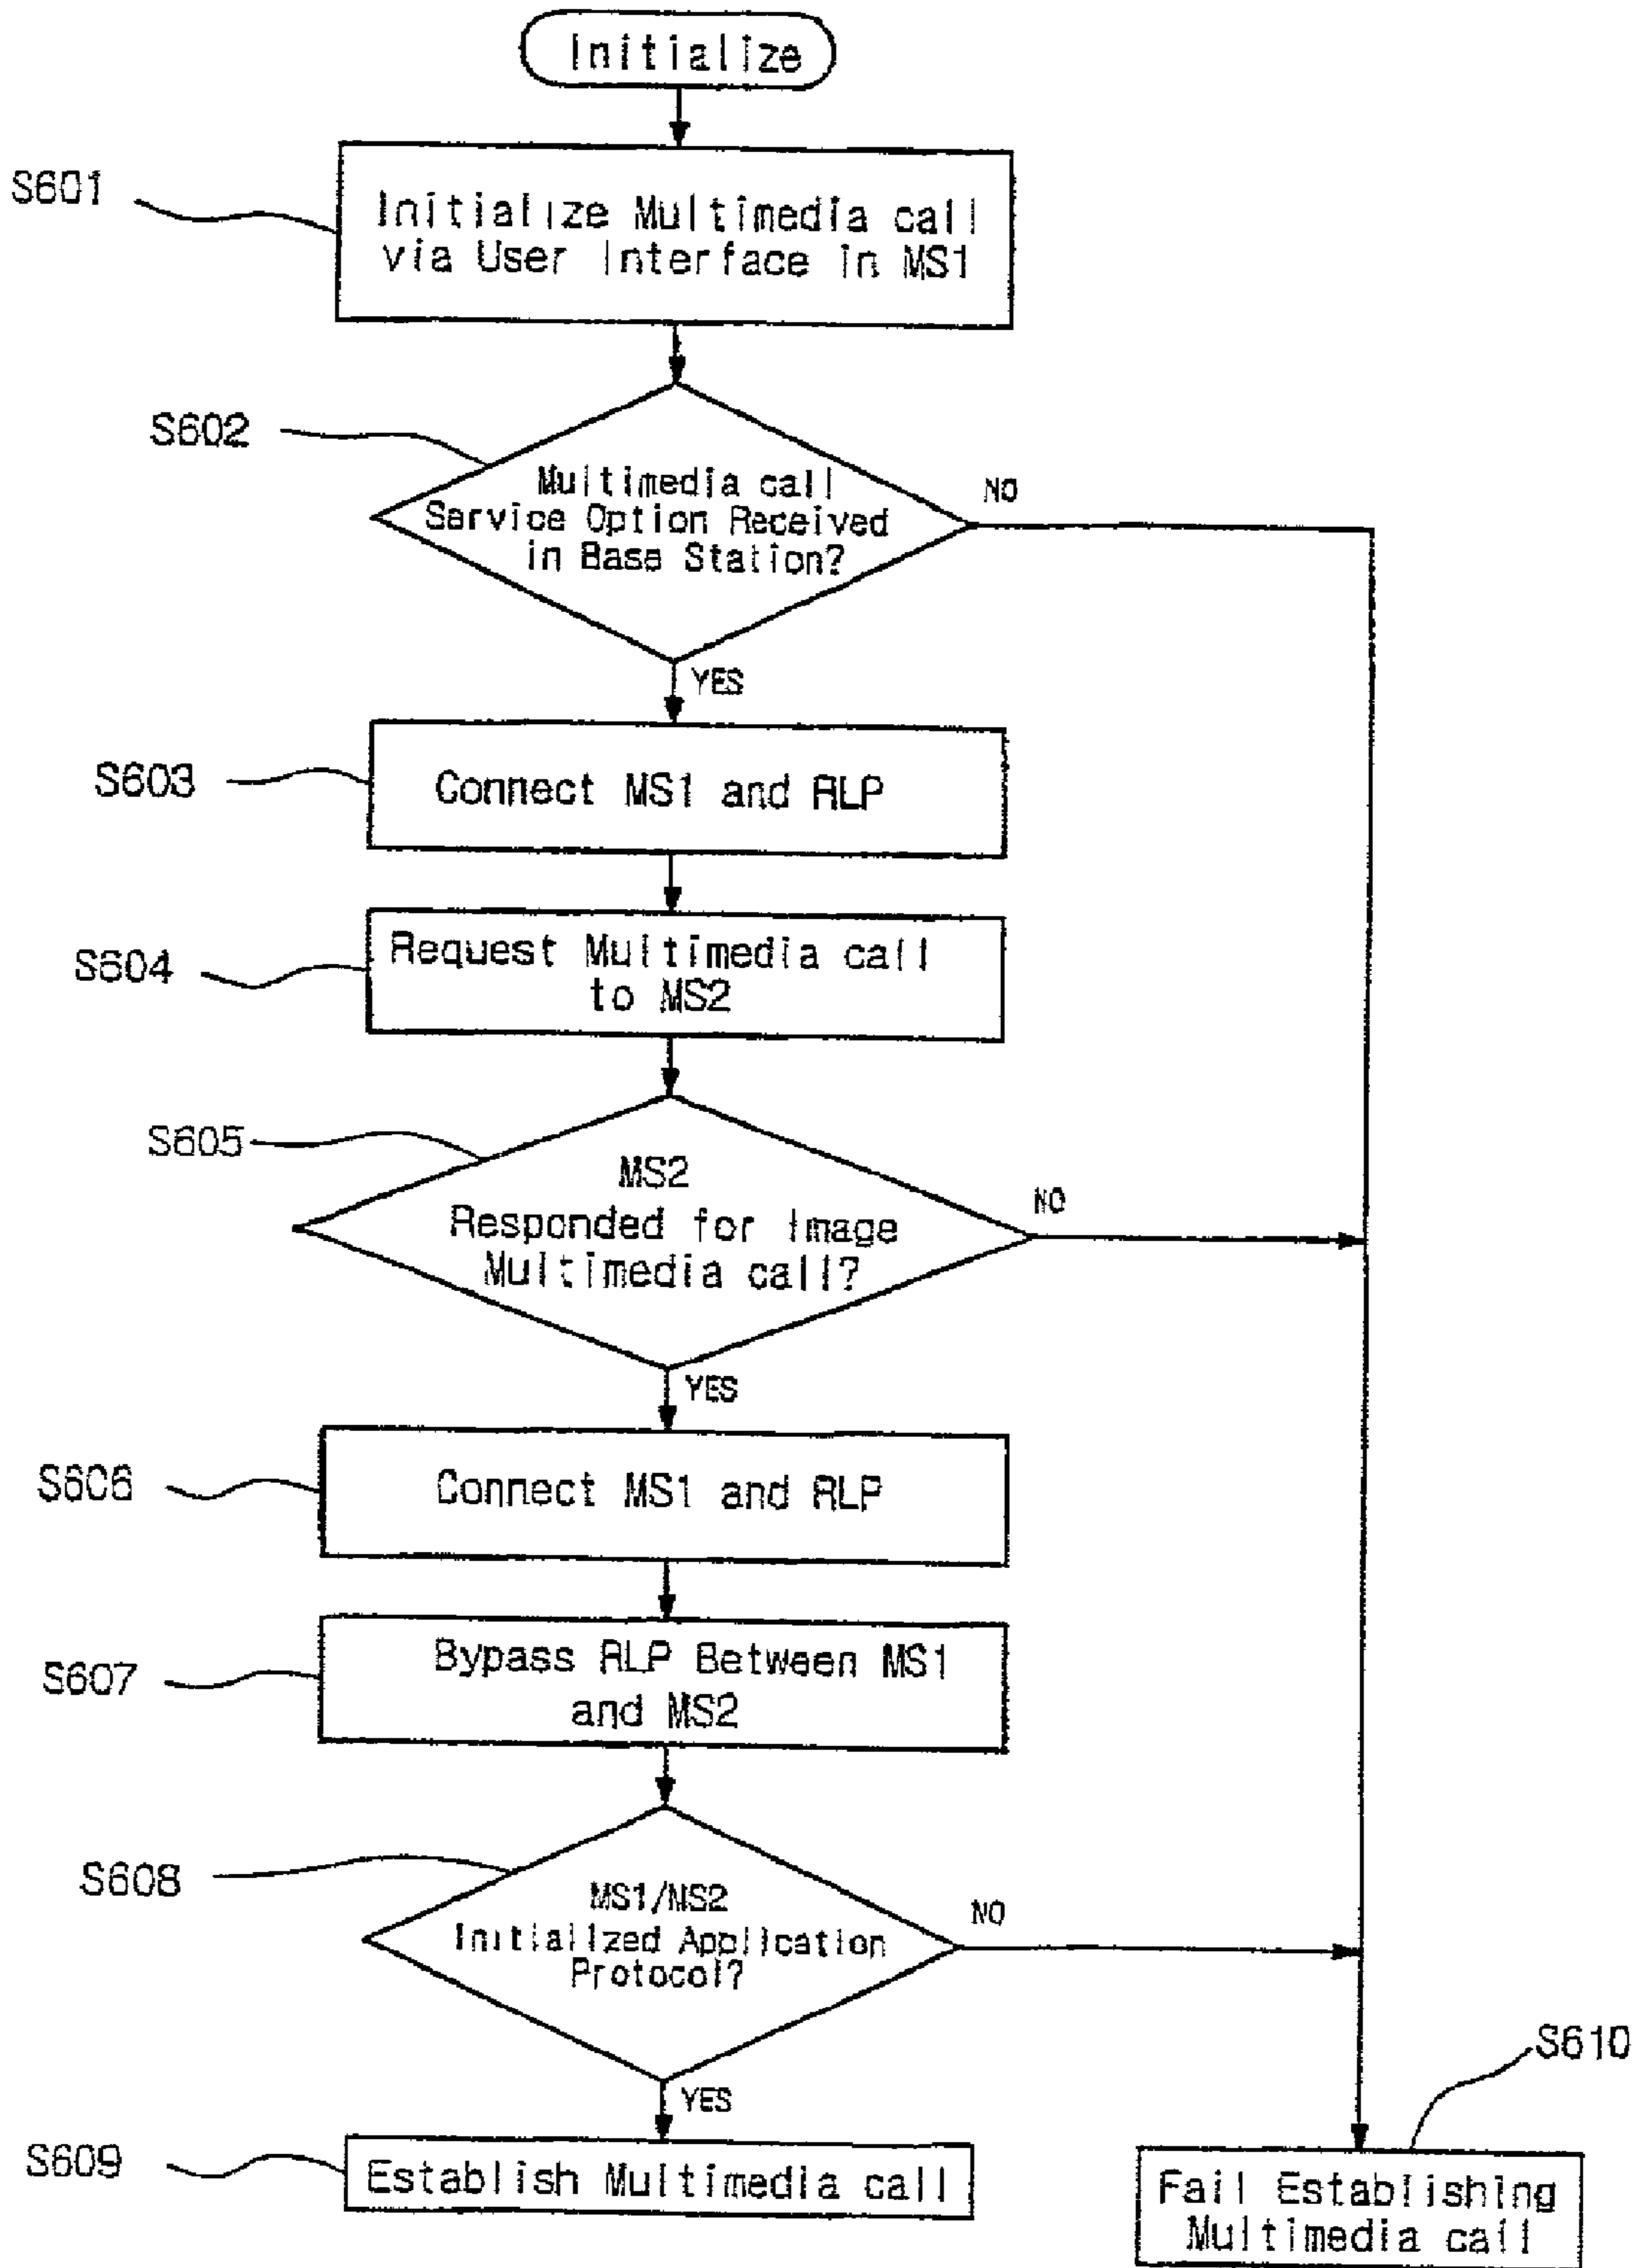 Initialize
S601
Initialize Multimedia call
via User Interface in MS1
S602
Multimedia call
Service Option Received
in Base Station?
NO
YES
S603
Connect MS1 and RLP
S604
Request Multimedia call
to MS2
S605
MS2
Responded for Image
Multimedia call?
NO
YES
S606
Connect MS1 and RLP
S607
Bypass RLP Between MS1
and MS2
S608
MS1/MS2
Initialized Application
Protocol?
NO
YES
S610
S609
Establish Multimedia call
Fail Establishing
Multimedia call